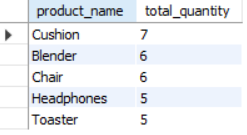 product_name total_quantity
Cushion 7
Blender 6
Chair 6
Headphones 5
Toaster 5